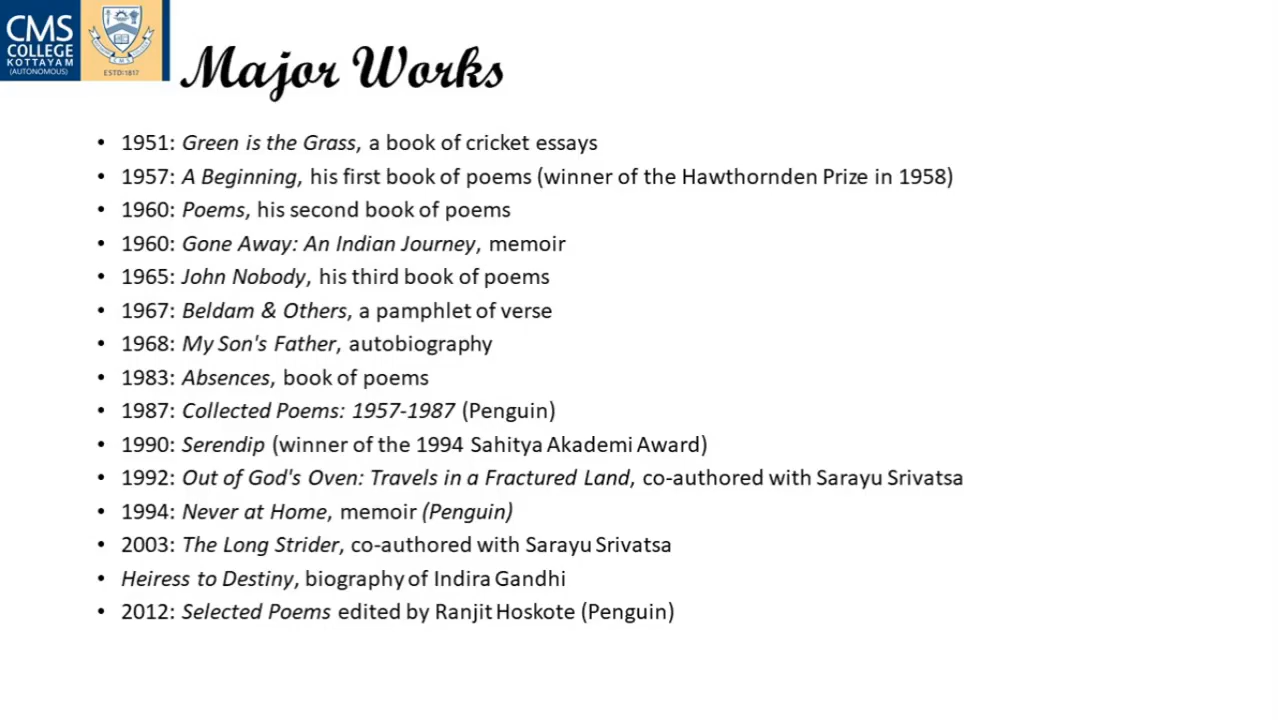 CMS
COLLEGE
KOTTAYAM
(AUTONOMOUS)
ESTD:1817
Major Works
• 1951: Green is the Grass, a book of cricket essays
• 1957: A Beginning, his first book of poems (winner of the Hawthornden Prize in 1958)
• 1960: Poems, his second book of poems
• 1960: Gone Away: An Indian Journey, memoir
• 1965: John Nobody, his third book of poems
• 1967: Beldam & Others, a pamphlet of verse
• 1968: My Son's Father, autobiography
• 1983: Absences, book of poems
• 1987: Collected Poems: 1957-1987 (Penguin)
• 1990: Serendip (winner of the 1994 Sahitya Akademi Award)
• 1992: Out of God's Oven: Travels in a Fractured Land, co-authored with Sarayu Srivatsa
• 1994: Never at Home, memoir (Penguin)
• 2003: The Long Strider, co-authored with Sarayu Srivatsa
• Heiress to Destiny, biography of Indira Gandhi
• 2012: Selected Poems edited by Ranjit Hoskote (Penguin)